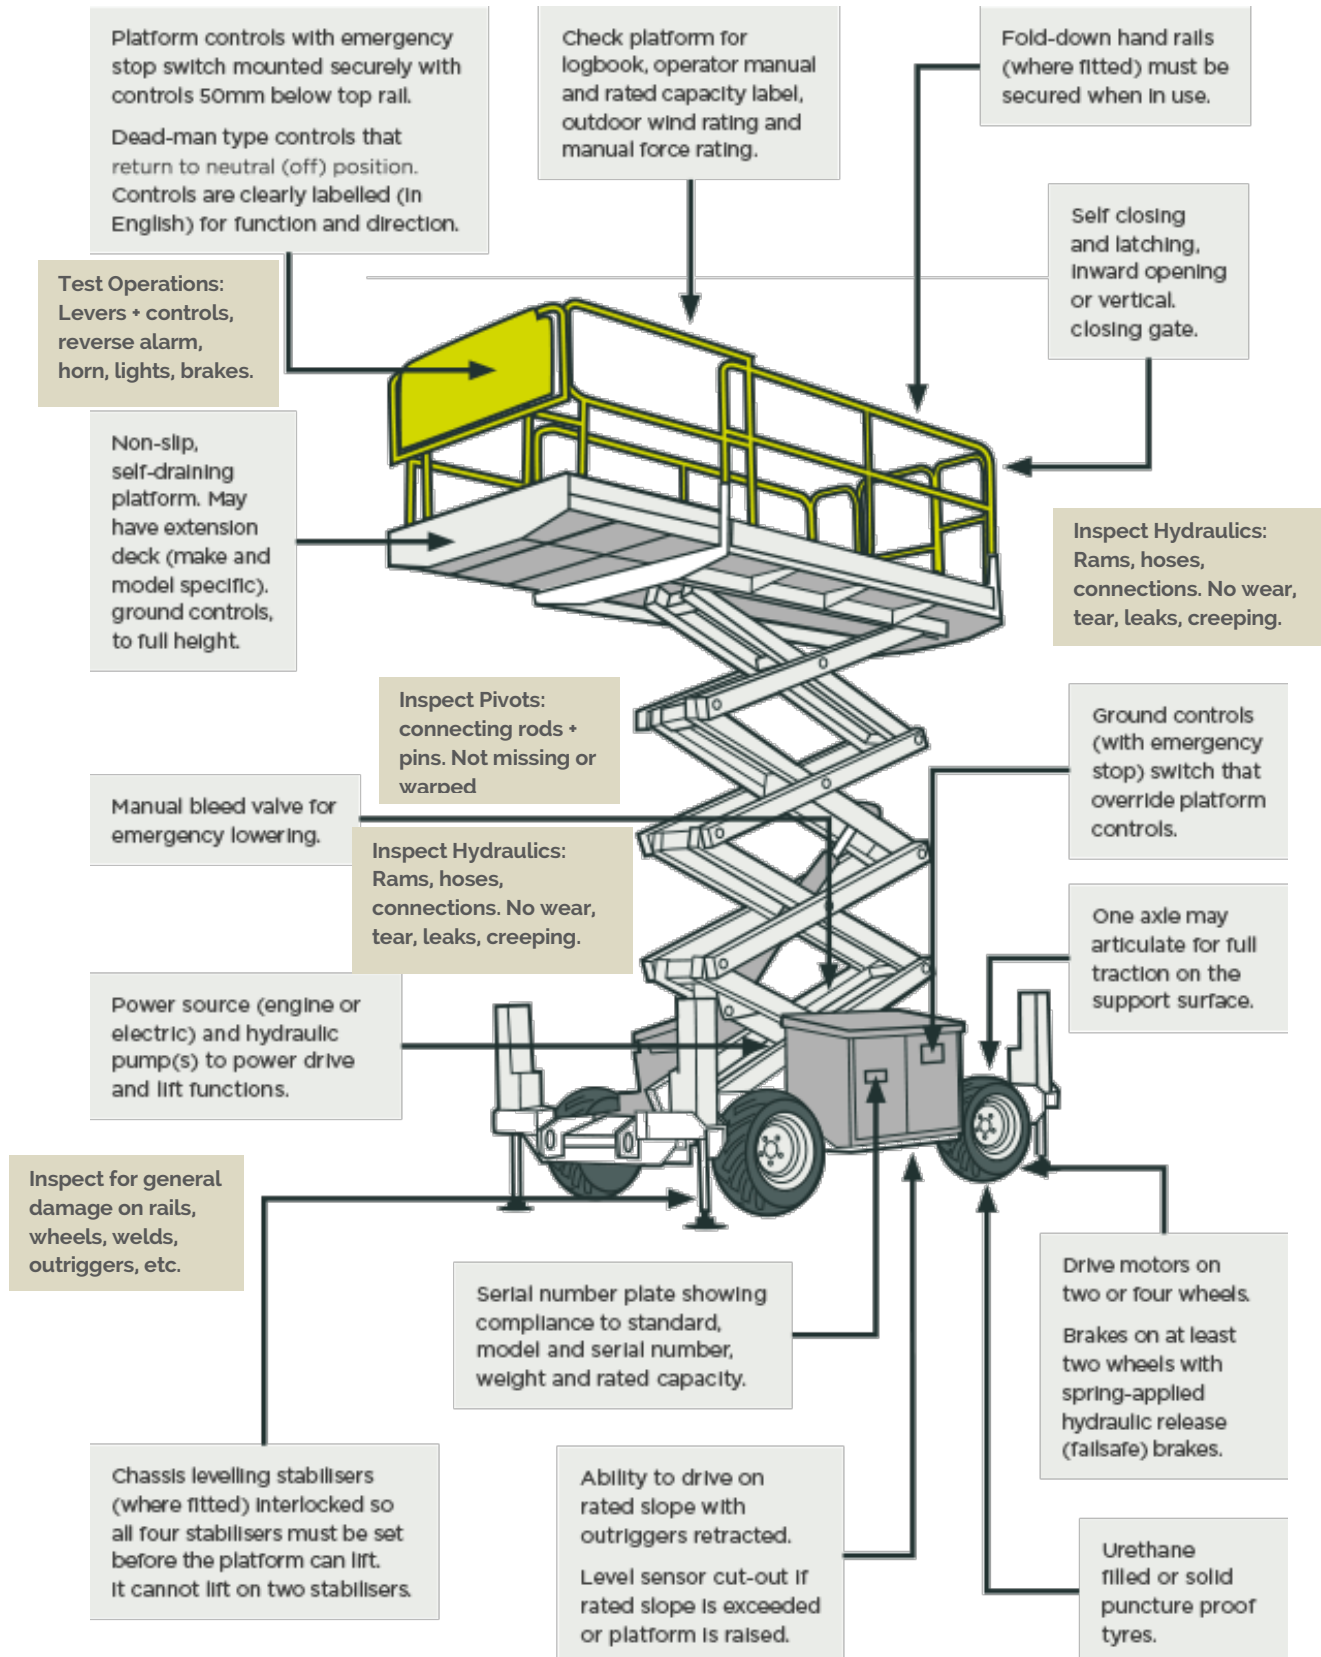 Platform controls with emergency
stop switch mounted securely with
controls 50mm below top rail.
Dead-man type controls that
return to neutral (off) position.
Controls are clearly labelled (in
English) for function and direction.
Check platform for
logbook, operator manual
and rated capacity label,
outdoor wind rating and
manual force rating.
Fold-down hand rails
(where fitted) must be
secured when in use.
Self closing
and latching,
inward opening
or vertical.
closing gate.
Test Operations:
Levers + controls,
reverse alarm,
horn, lights, brakes.
Non-slip,
self-draining
platform. May
have extension
deck (make and
model specific).
ground controls,
to full height.
Inspect Hydraulics:
Rams, hoses,
connections. No wear,
tear, leaks, creeping.
Inspect Pivots:
connecting rods +
pins. Not missing or
warped
Ground controls
(with emergency
stop) switch that
override platform
controls.
Manual bleed valve for
emergency lowering.
Inspect Hydraulics:
Rams, hoses,
connections. No wear,
tear, leaks, creeping.
One axle may
articulate for full
traction on the
support surface.
Power source (engine or
electric) and hydraulic
pump(s) to power drive
and lift functions.
Inspect for general
damage on rails,
wheels, welds,
outriggers, etc.
Serial number plate showing
compliance to standard,
model and serial number,
weight and rated capacity.
Drive motors on
two or four wheels.
Brakes on at least
two wheels with
spring-applied
hydraulic release
(failsafe) brakes.
Chassis levelling stabilisers
(where fitted) interlocked so
all four stabilisers must be set
before the platform can lift.
It cannot lift on two stabilisers.
Ability to drive on
rated slope with
outriggers retracted.
Level sensor cut-out if
rated slope is exceeded
or platform is raised.
Urethane
filled or solid
puncture proof
tyres.